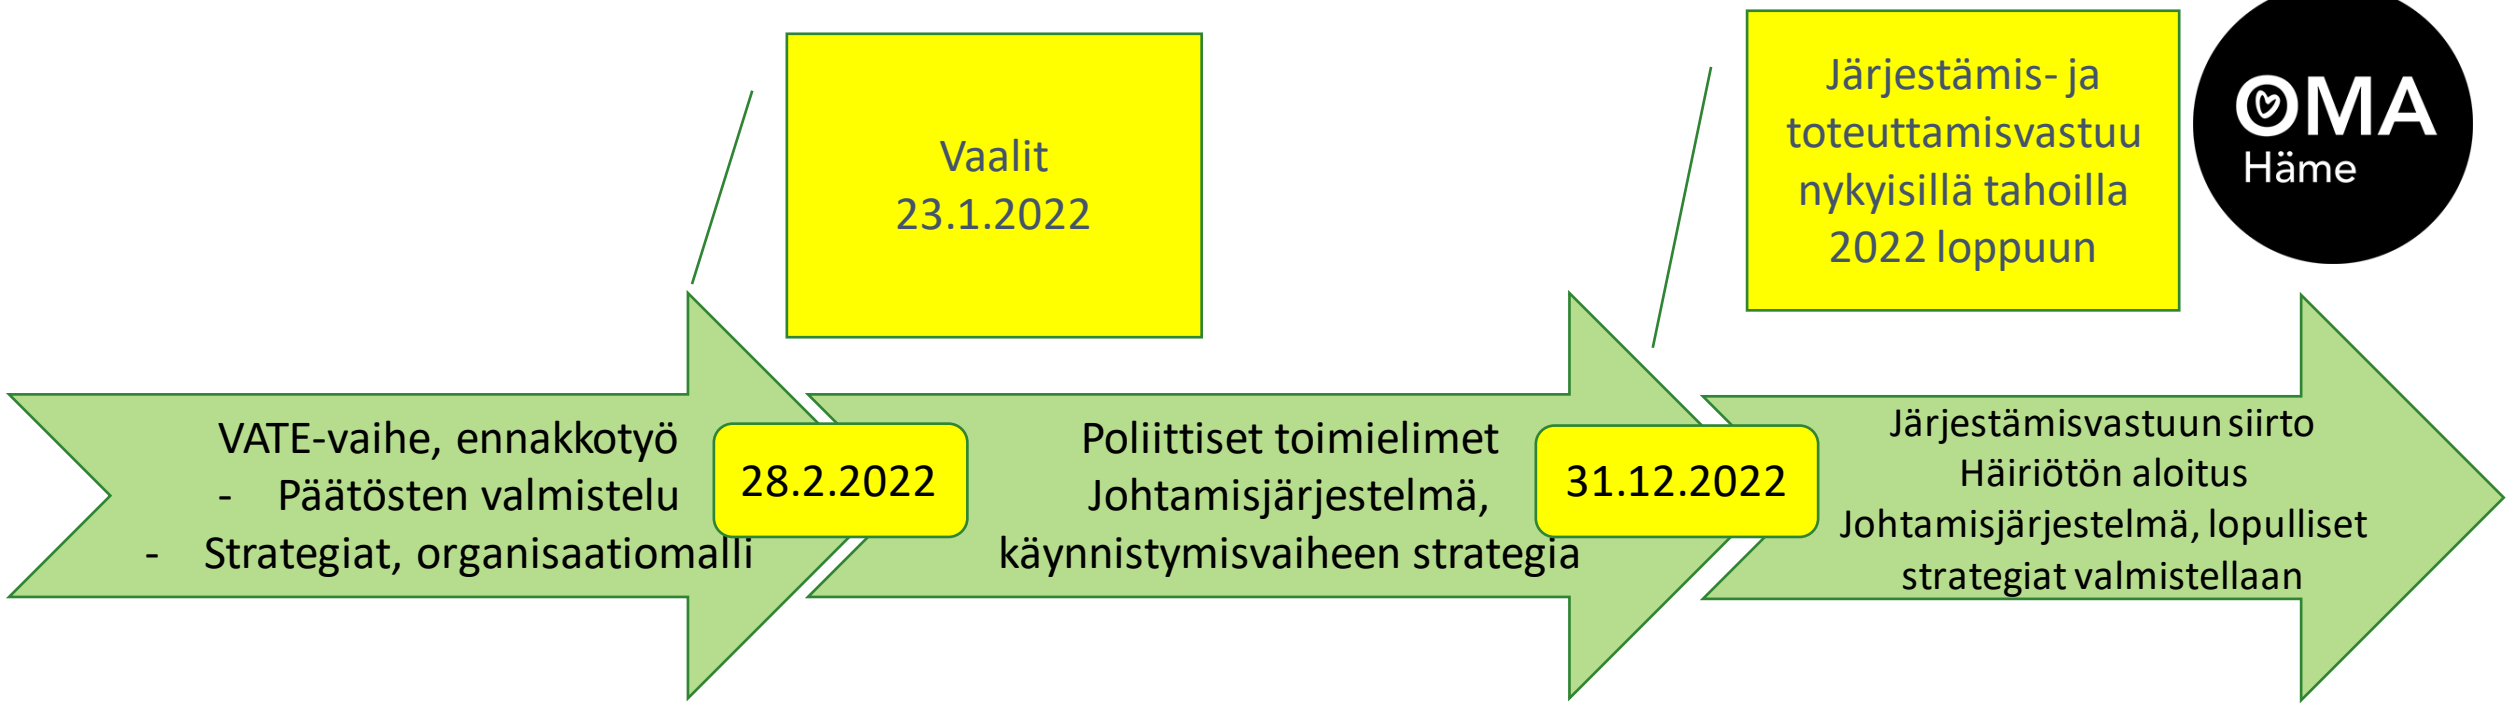 Vaalit
23.1.2022
Järjestämis- ja
toteuttamisvastuu
nykyisillä tahoilla
2022 loppuun
OMA
Häme
VATE-vaihe, ennakkotyö
- Päätösten valmistelu
- Strategiat, organisaatiomalli
28.2.2022
Poliittiset toimielimet
Johtamisjärjestelmä,
käynnistymisvaiheen strategia
31.12.2022
Järjestämisvastuun siirto
Häiriötön aloitus
Johtamisjärjestelmä, lopulliset
strategiat valmistellaan